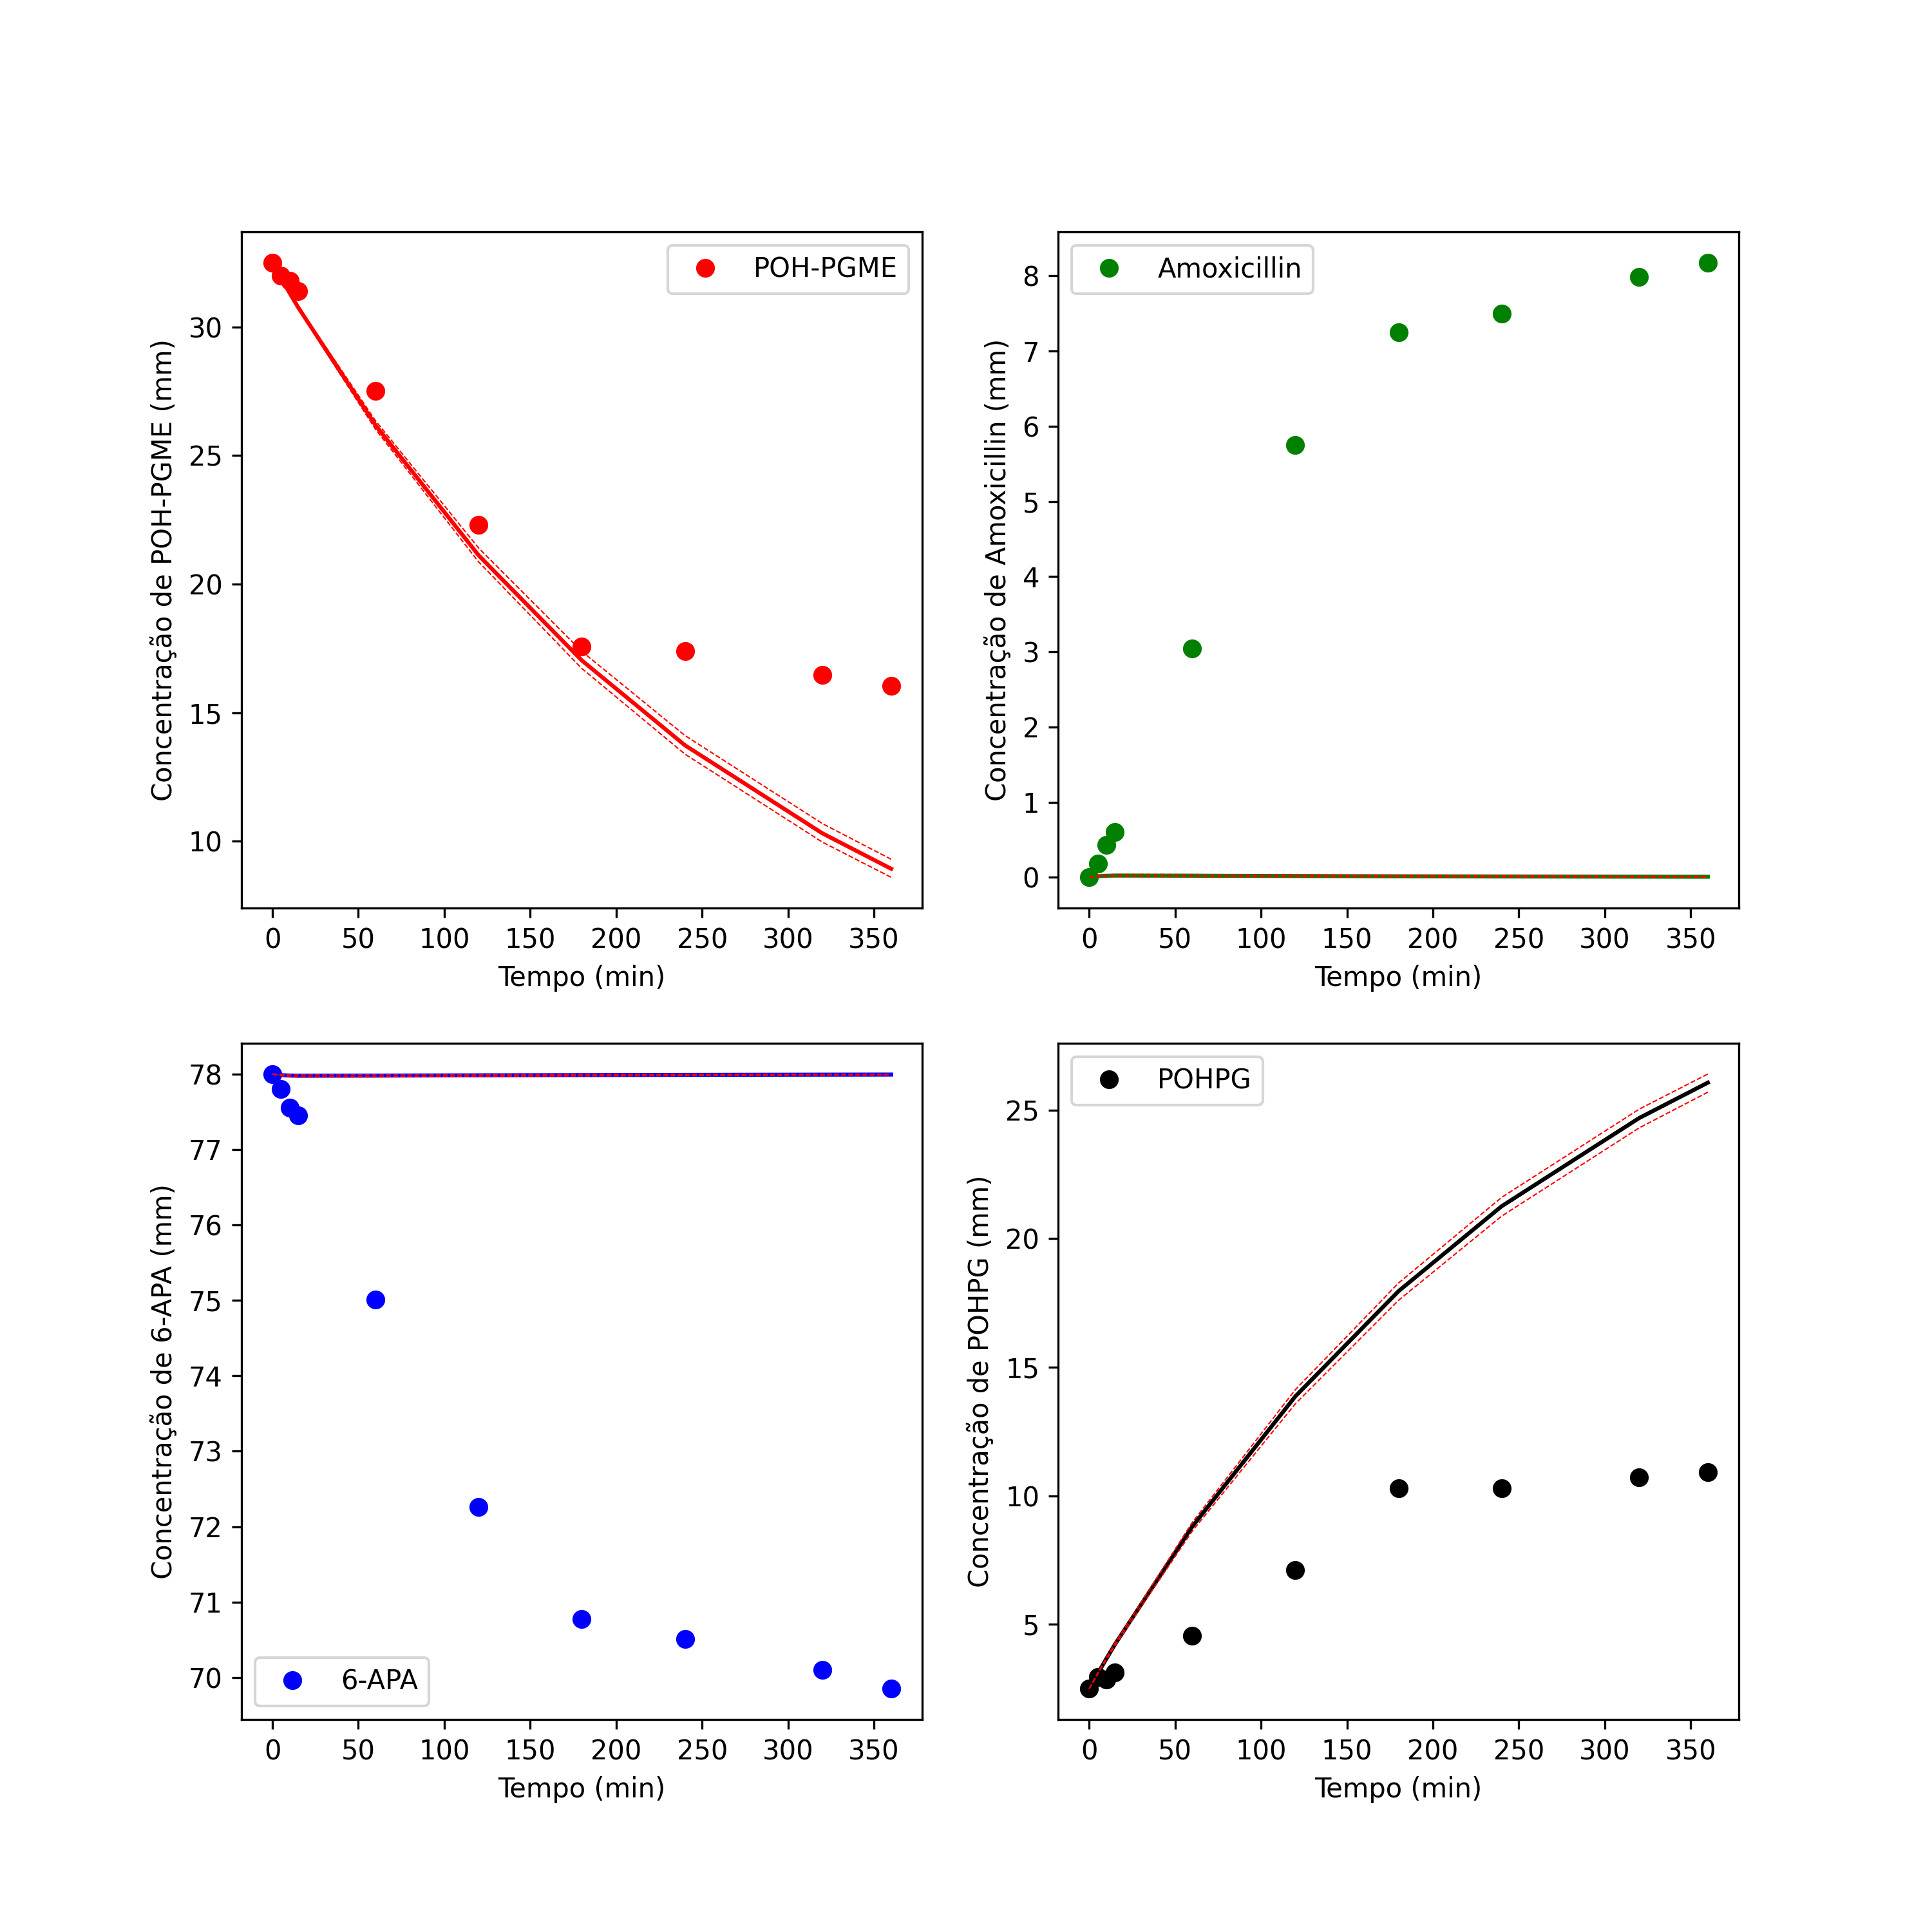 POH-PGME
Concentração de POH-PGME (mm)
30
25
20
15
10
0 50 100 150 200 250 300 350
Tempo (min)
Amoxicillin
Concentração de Amoxicillin (mm)
8
7
6
5
4
3
2
1
0
0 50 100 150 200 250 300 350
Tempo (min)
6-APA
Concentração de 6-APA (mm)
78
77
76
75
74
73
72
71
70
0 50 100 150 200 250 300 350
Tempo (min)
POHPG
Concentração de POHPG (mm)
25
20
15
10
5
0 50 100 150 200 250 300 350
Tempo (min)